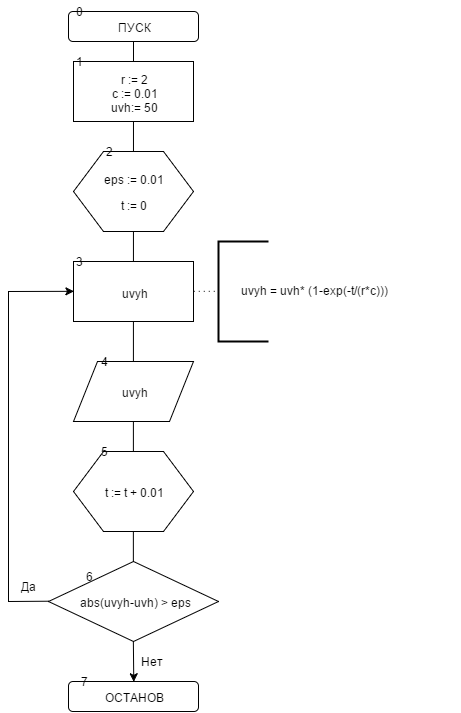 0
ПУСК
1
r := 2
c := 0.01
uvh:= 50
2
eps := 0.01
t := 0
3
uvyh
uvyh = uvh* (1-exp(-t/(r*c)))
4
uvyh
5
t := t + 0.01
6
Да
abs(uvyh-uvh) > eps
Нет
7
ОСТАНОВ